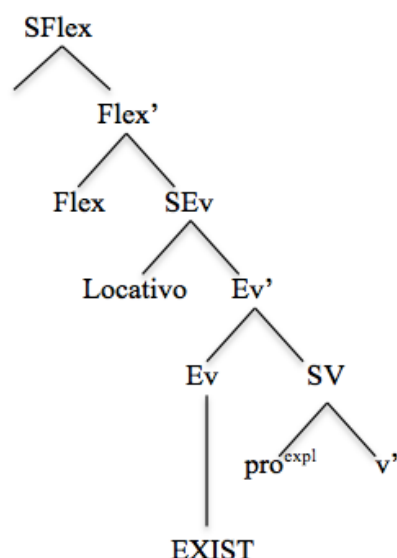 SFlex
Flex’
Flex SEv
Locativo Ev’
Ev SV
pro^expl v’
EXIST